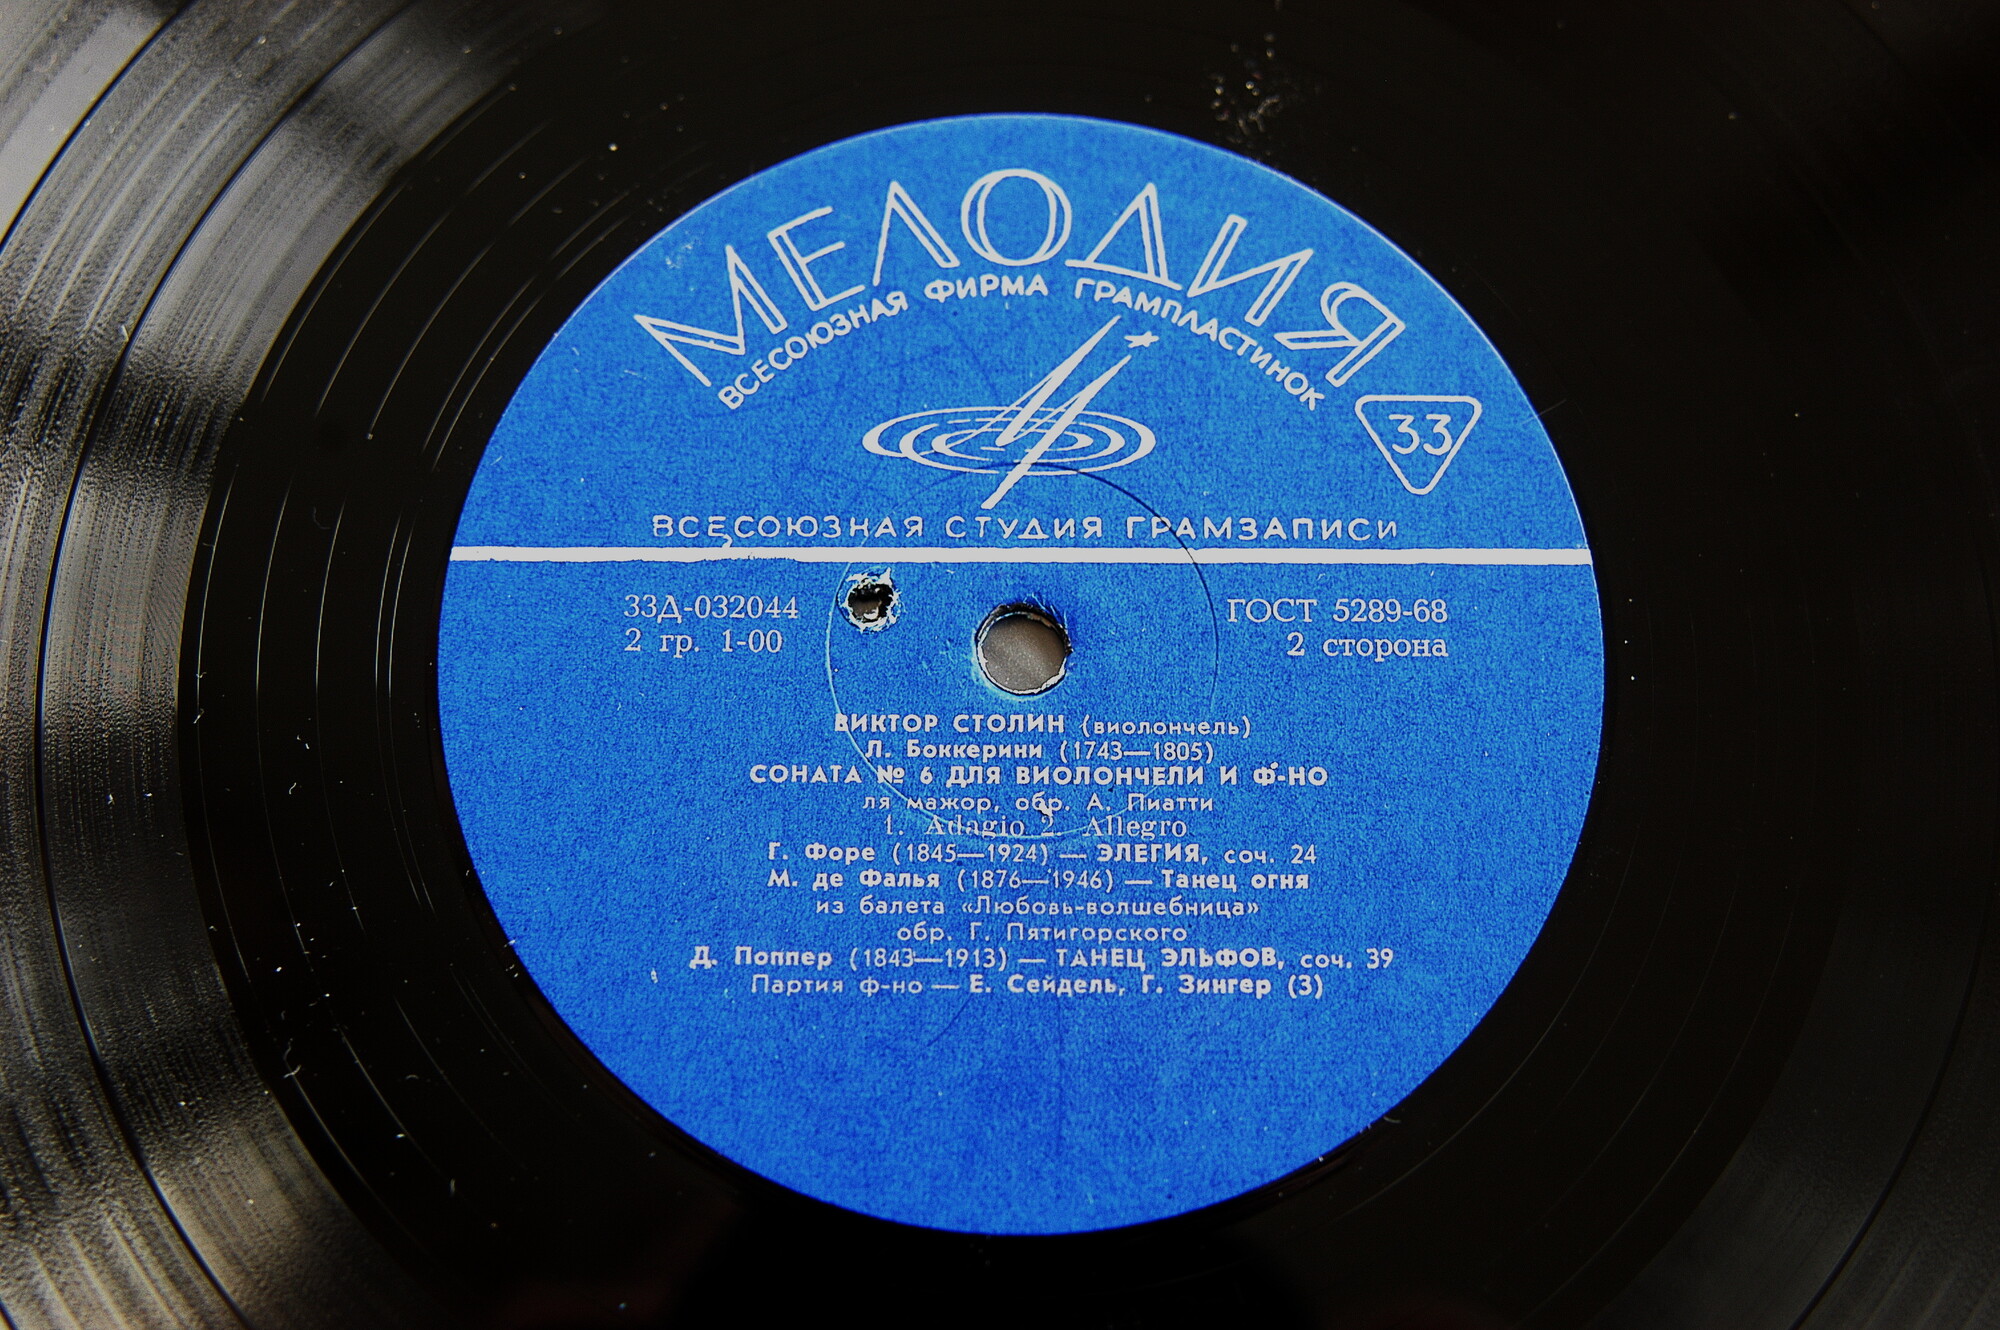 МЕЛОДИЯ
ВСЕСОЮЗНАЯ ФИРМА ГРАМПЛАСТИНОК
33
ВСЕСОЮЗНАЯ СТУДИЯ ГРАМЗАПИСИ
33Д-032044
2 гр. 1-00
ГОСТ 5289-68
2 сторона
ВИКТОР СТОЛИН (виолончель)
Л. Боккерини (1743—1805)
СОНАТА № 6 ДЛЯ ВИОЛОНЧЕЛИ И Ф-НО
ля мажор, обр. А. Пиатти
1. Adagio 2. Allegro
Г. Форе (1845—1924) — ЭЛЕГИЯ, соч. 24
М. де Фалья (1876—1946) — Танец огня
из балета «Любовь-волшебница»
обр. Г. Пятигорского
Д. Поппер (1843—1913) — ТАНЕЦ ЭЛЬФОВ, соч. 39
Партия ф-но — Е. Сейдель, Г. Зингер (3)